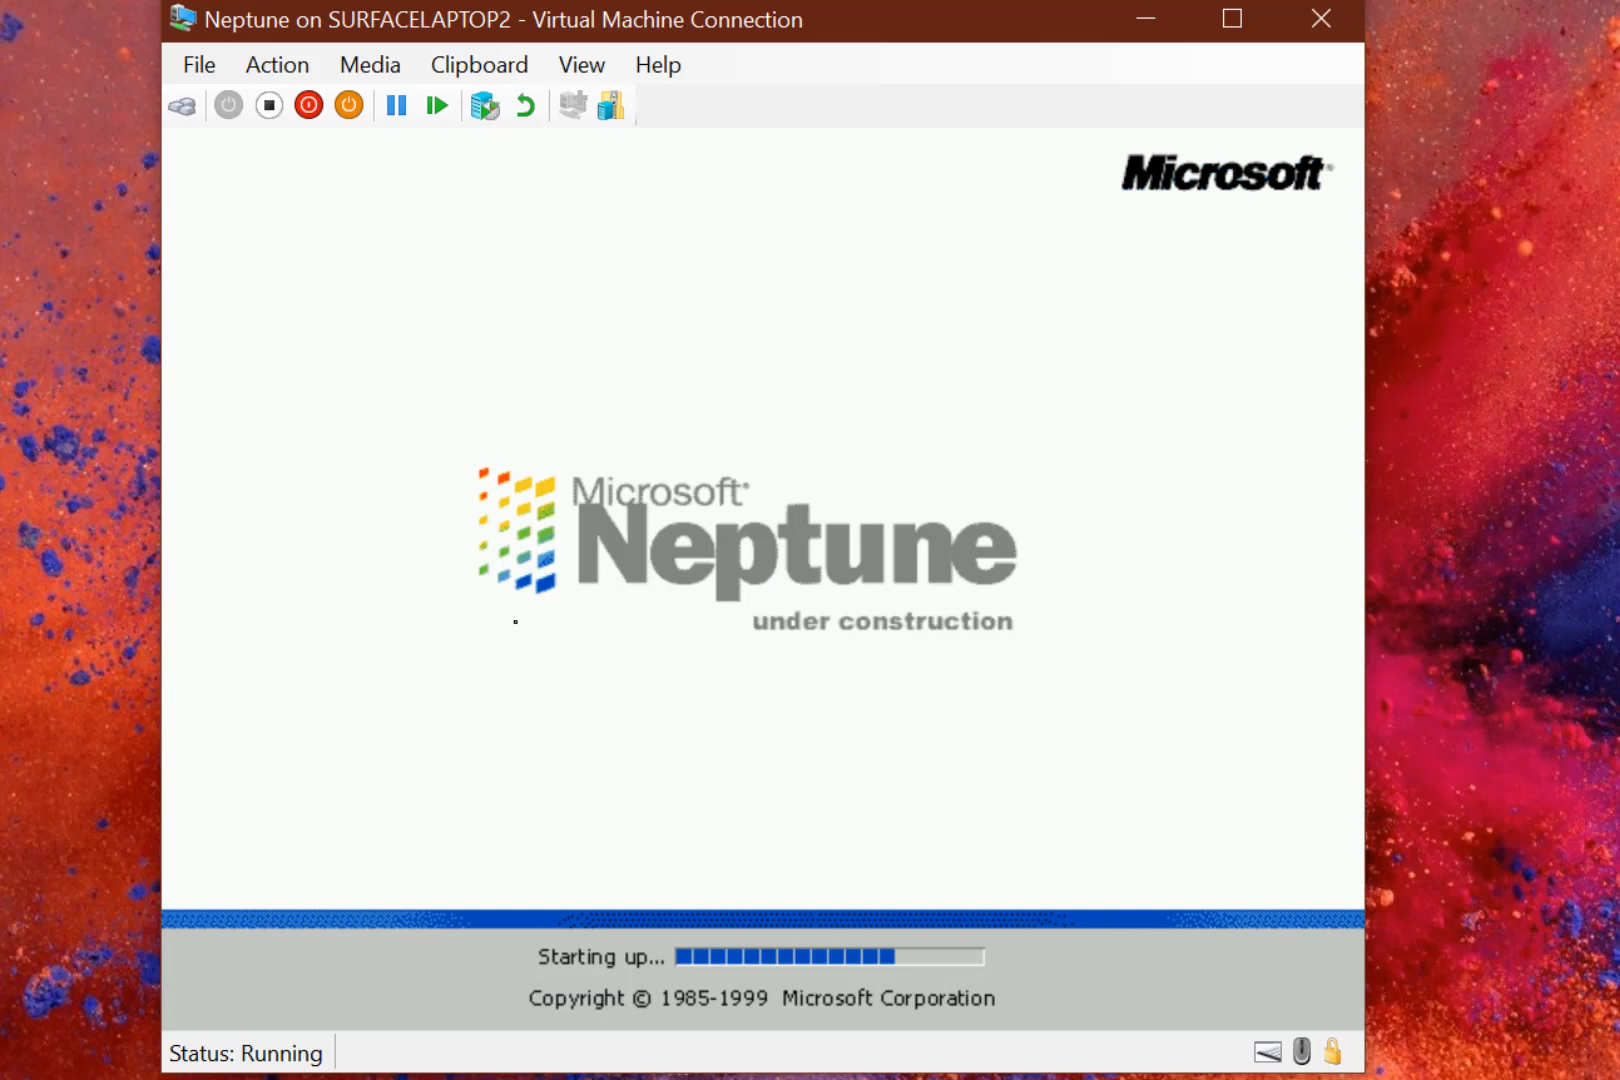 Neptune on SURFACELAPTOP2 - Virtual Machine Connection
File Action Media Clipboard View Help
Microsoft®
Microsoft®
Neptune
under construction
Starting up...
Copyright © 1985-1999 Microsoft Corporation
Status: Running